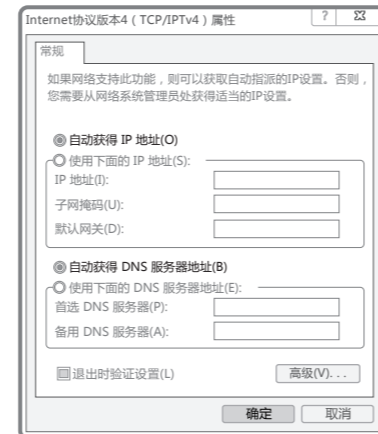 Internet协议版本4（TCP/IPTv4）属性
?
常规
如果网络支持此功能，则可以获取自动指派的IP设置。否则，
您需要从网络系统管理员处获得适当的IP设置。
自动获得 IP 地址(O)
使用下面的 IP 地址(S):
IP 地址(I):
子网掩码(U):
默认网关(D):
自动获得 DNS 服务器地址(B)
使用下面的 DNS 服务器地址(E):
首选 DNS 服务器(P):
备用 DNS 服务器(A):
退出时验证设置(L)
高级(V)...
确定
取消